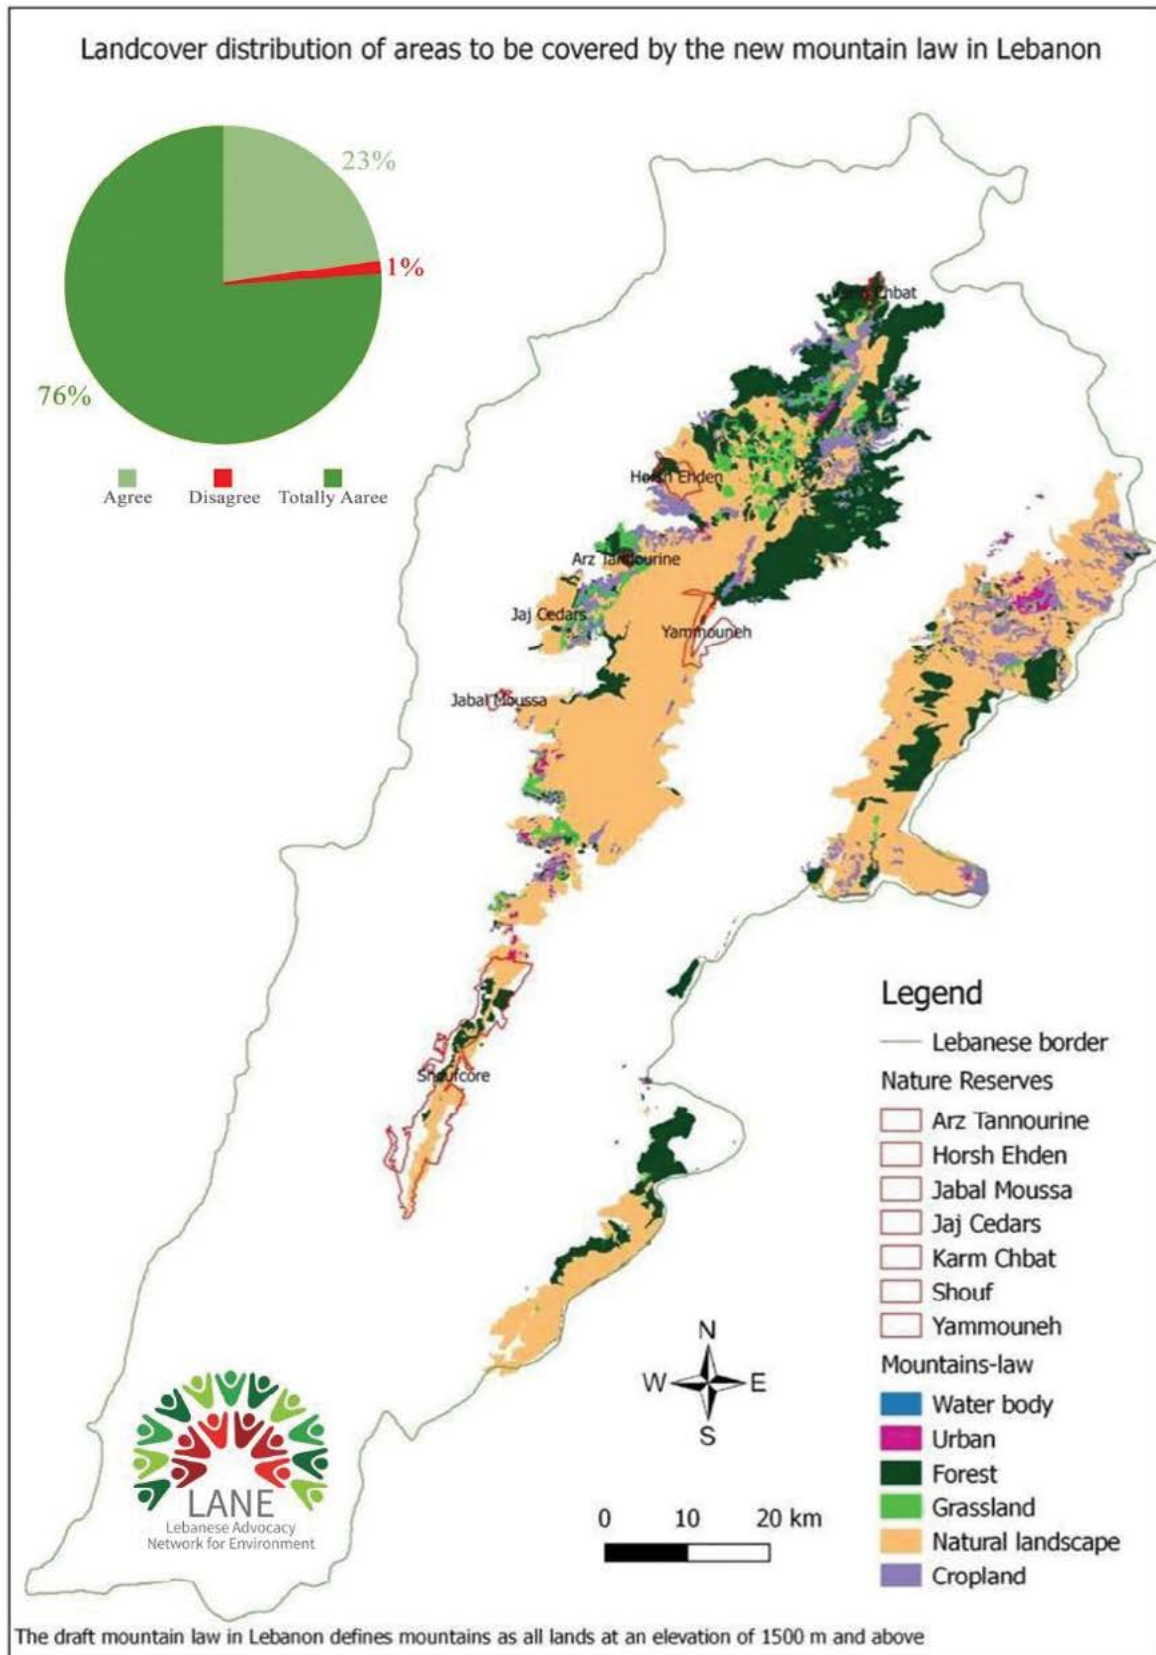 Landcover distribution of areas to be covered by the new mountain law in Lebanon
23%
1%
76%
Agree
Disagree
Totally Aaree
Chbat
Horsh Ehden
Arz Tannourine
Jaj Cedars
Yammouneh
Jabal Moussa
Shoufcore
Legend
Lebanese border
Nature Reserves
Arz Tannourine
Horsh Ehden
Jabal Moussa
Jaj Cedars
Karm Chbat
Shouf
Yammouneh
Mountains-law
Water body
Urban
Forest
Grassland
Natural landscape
Cropland
N
W E
S
0 10 20 km
LANE
Lebanese Advocacy
Network for Environment
The draft mountain law in Lebanon defines mountains as all lands at an elevation of 1500 m and above